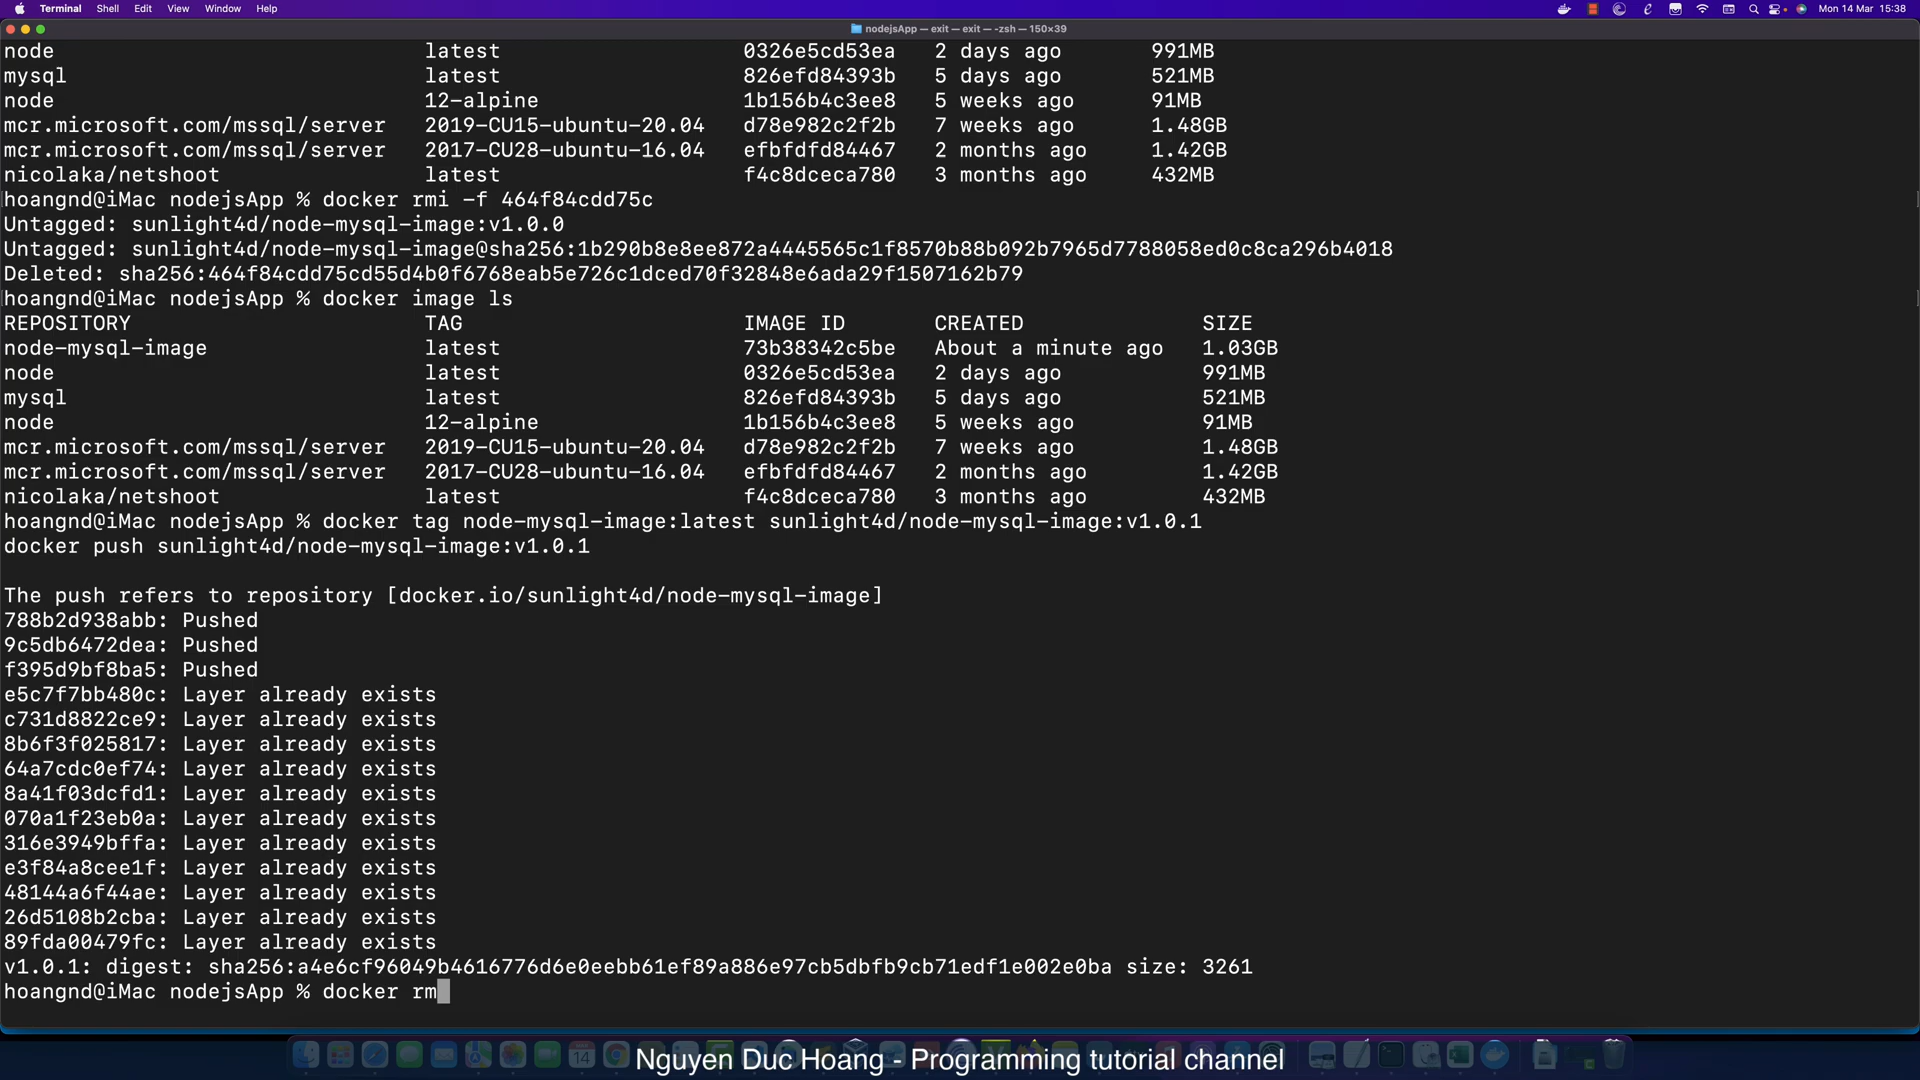 Terminal Shell Edit View Window Help Mon 14 Mar 15:38
nodejsApp — exit — exit — -zsh — 150×39
node latest 0326e5cd53ea 2 days ago 991MB
mysql latest 826efd84393b 5 days ago 521MB
node 12-alpine 1b156b4c3ee8 5 weeks ago 91MB
mcr.microsoft.com/mssql/server 2019-CU15-ubuntu-20.04 d78e982c2f2b 7 weeks ago 1.48GB
mcr.microsoft.com/mssql/server 2017-CU28-ubuntu-16.04 efbfdfd84467 2 months ago 1.42GB
nicolaka/netshoot latest f4c8dceca780 3 months ago 432MB
hoangnd@iMac nodejsApp % docker rmi -f 464f84cdd75c
Untagged: sunlight4d/node-mysql-image:v1.0.0
Untagged: sunlight4d/node-mysql-image@sha256:1b290b8e8ee872a4445565c1f8570b88b092b7965d7788058ed0c8ca296b4018
Deleted: sha256:464f84cdd75cd55d4b0f6768eab5e726c1dced70f32848e6ada29f1507162b79
hoangnd@iMac nodejsApp % docker image ls
REPOSITORY TAG IMAGE ID CREATED SIZE
node-mysql-image latest 73b38342c5be About a minute ago 1.03GB
node latest 0326e5cd53ea 2 days ago 991MB
mysql latest 826efd84393b 5 days ago 521MB
node 12-alpine 1b156b4c3ee8 5 weeks ago 91MB
mcr.microsoft.com/mssql/server 2019-CU15-ubuntu-20.04 d78e982c2f2b 7 weeks ago 1.48GB
mcr.microsoft.com/mssql/server 2017-CU28-ubuntu-16.04 efbfdfd84467 2 months ago 1.42GB
nicolaka/netshoot latest f4c8dceca780 3 months ago 432MB
hoangnd@iMac nodejsApp % docker tag node-mysql-image:latest sunlight4d/node-mysql-image:v1.0.1
docker push sunlight4d/node-mysql-image:v1.0.1
The push refers to repository [docker.io/sunlight4d/node-mysql-image]
788b2d938abb: Pushed
9c5db6472dea: Pushed
f395d9bf8ba5: Pushed
e5c7f7bb480c: Layer already exists
c731d8822ce9: Layer already exists
8b6f3f025817: Layer already exists
64a7cdc0ef74: Layer already exists
8a41f03dcfd1: Layer already exists
070a1f23eb0a: Layer already exists
316e3949bffa: Layer already exists
e3f84a8cee1f: Layer already exists
48144a6f44ae: Layer already exists
26d5108b2cba: Layer already exists
89fda00479fc: Layer already exists
v1.0.1: digest: sha256:a4e6cf96049b4616776d6e0eebb61ef89a886e97cb5dbfb9cb71edf1e002e0ba size: 3261
hoangnd@iMac nodejsApp % docker rm
Nguyen Duc Hoang - Programming tutorial channel